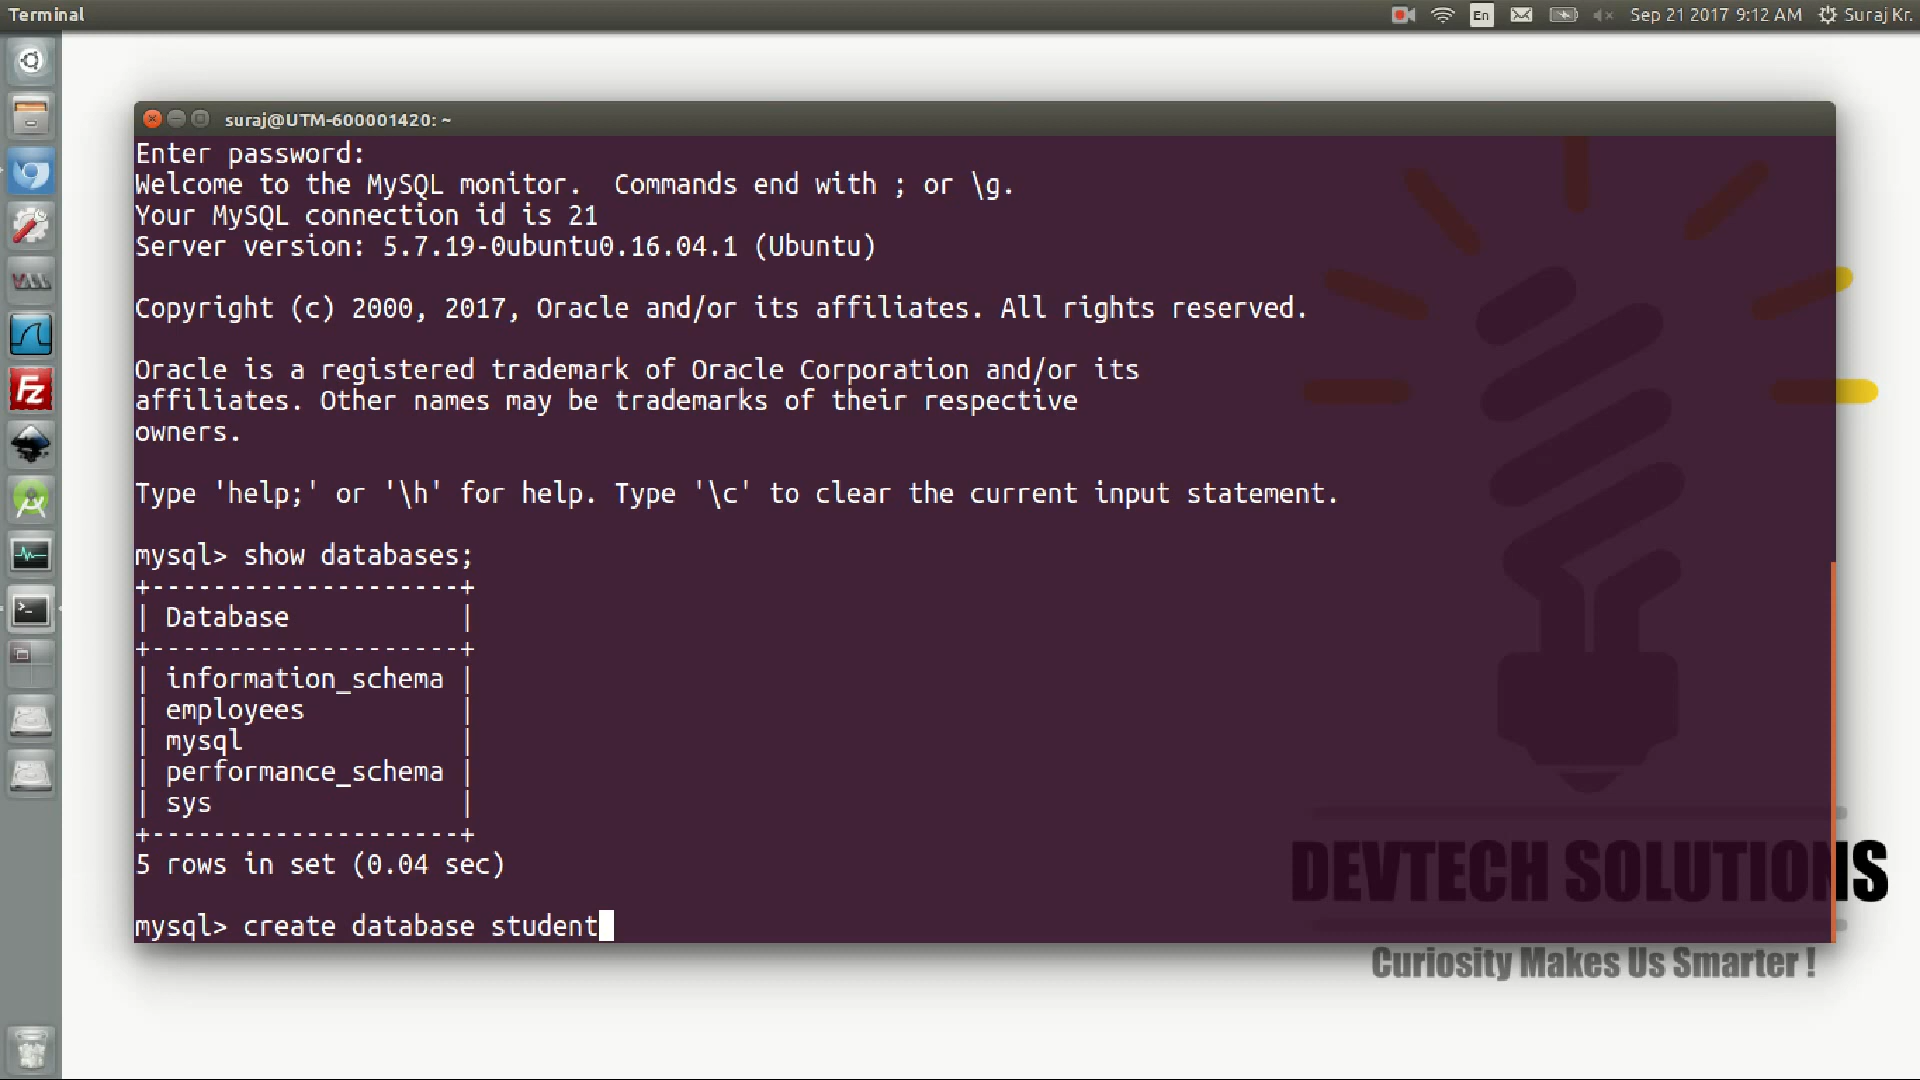 Terminal
En
Sep 21 2017 9:12 AM
Suraj Kr.
suraj@UTM-600001420: ~
Enter password:
Welcome to the MySQL monitor.  Commands end with ; or \g.
Your MySQL connection id is 21
Server version: 5.7.19-0ubuntu0.16.04.1 (Ubuntu)
Copyright (c) 2000, 2017, Oracle and/or its affiliates. All rights reserved.
Oracle is a registered trademark of Oracle Corporation and/or its
affiliates. Other names may be trademarks of their respective
owners.
Type 'help;' or '\h' for help. Type '\c' to clear the current input statement.
mysql> show databases;
+--------------------+
| Database           |
+--------------------+
| information_schema |
| employees          |
| mysql              |
| performance_schema |
| sys                |
+--------------------+
5 rows in set (0.04 sec)
mysql> create database student
DEVTECH SOLUTIONS
Curiosity Makes Us Smarter !
Fz